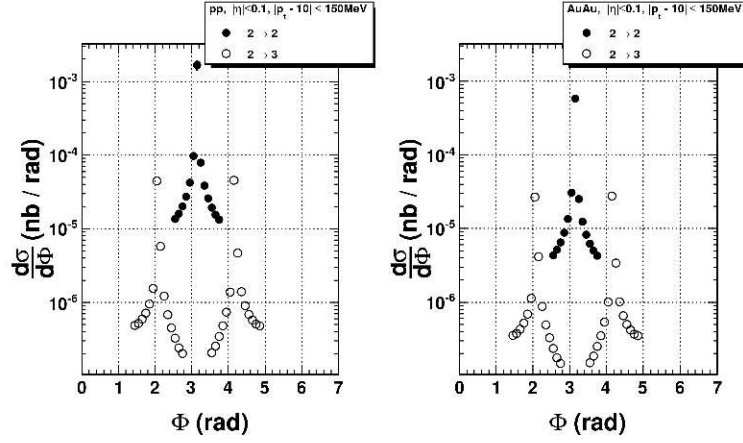 pp, |η|<0.1, |p_t - 10| < 150MeV
2 → 2
2 → 3
10^-3
10^-4
10^-5
10^-6
dσ/dΦ (nb / rad)
0 1 2 3 4 5 6 7
Φ (rad)
AuAu, |η|<0.1, |p_t - 10| < 150MeV
2 → 2
2 → 3
10^-3
10^-4
10^-5
10^-6
dσ/dΦ (nb / rad)
0 1 2 3 4 5 6 7
Φ (rad)